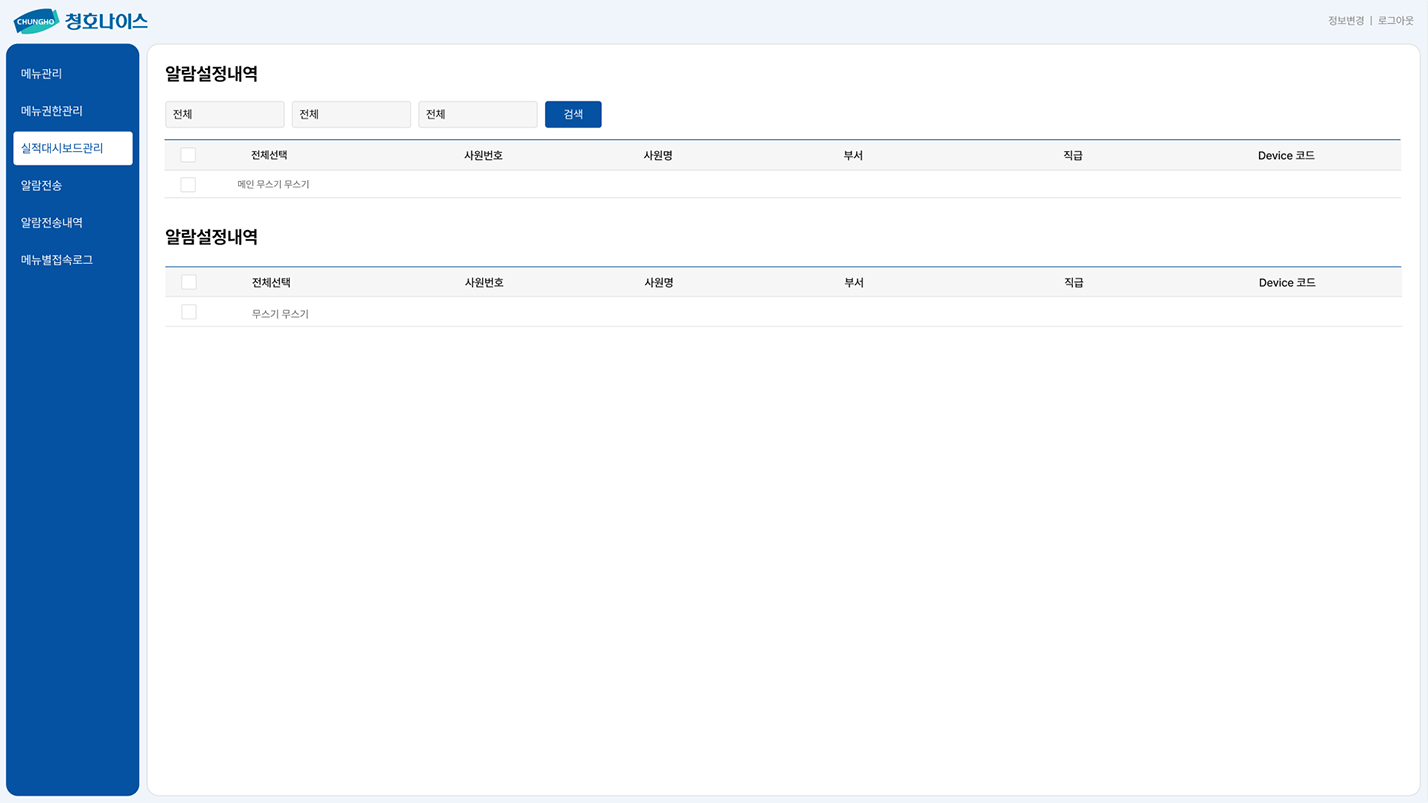 CHUNGHO 청호나이스
정보변경 | 로그아웃
메뉴관리
메뉴권한관리
실적대시보드관리
알람전송
알람전송내역
메뉴별접속로그
알람설정내역
전체 전체 전체 검색
전체선택 사원번호 사원명 부서 직급 Device 코드
메인 무스기 무스기
알람설정내역
전체선택 사원번호 사원명 부서 직급 Device 코드
무스기 무스기